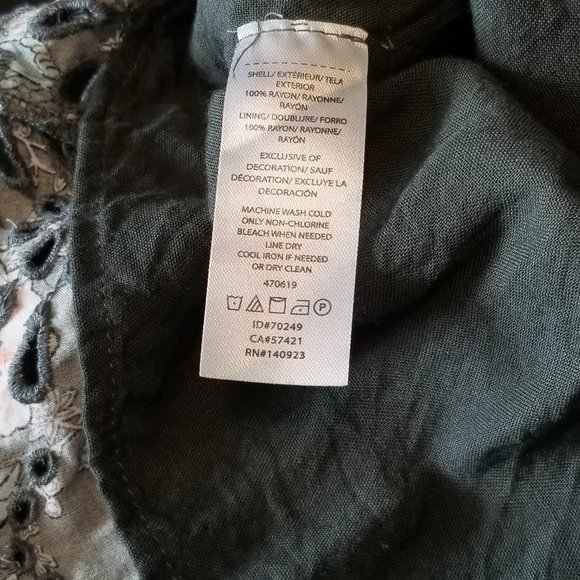 SHELL/ EXTÉRIEUR/ TELA
EXTERIOR
100% RAYON/ RAYONNE/
RAYÓN
LINING/ DOUBLURE/ FORRO
100% RAYON/ RAYONNE/
RAYÓN
EXCLUSIVE OF
DECORATION/ SAUF
DÉCORATION/ EXCLUYE LA
DECORACIÓN
MACHINE WASH COLD
ONLY NON-CHLORINE
BLEACH WHEN NEEDED
LINE DRY
COOL IRON IF NEEDED
OR DRY CLEAN
470619
P
ID#70249
CA#57421
RN#140923